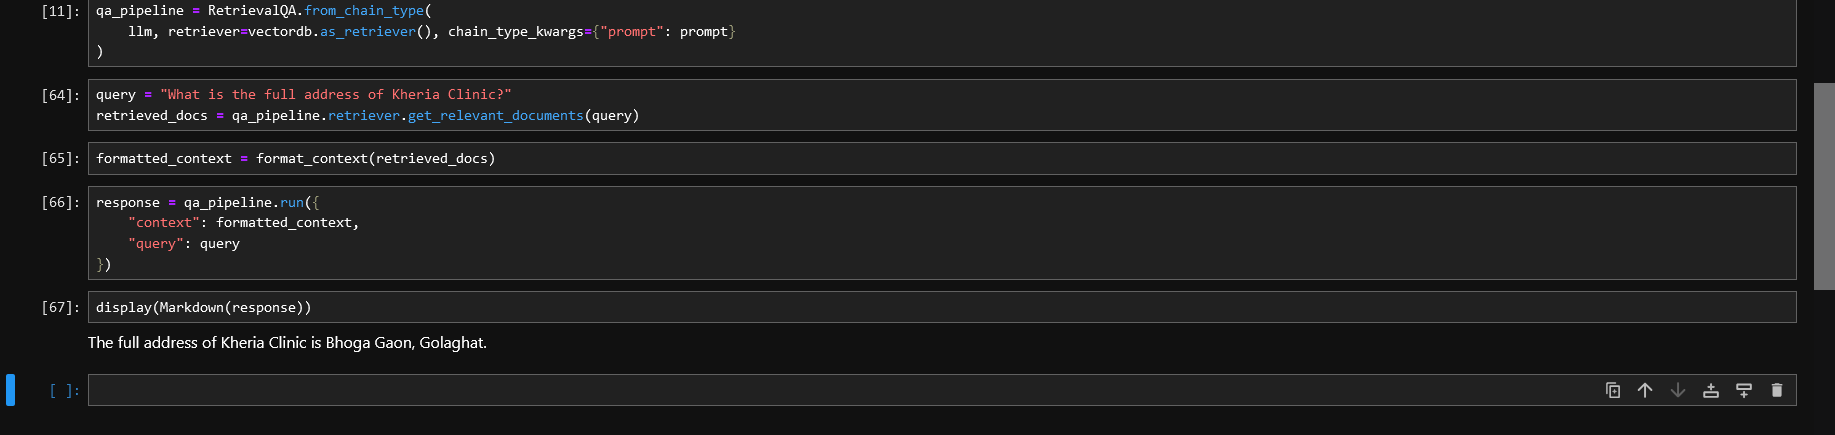 [11]: qa_pipeline = RetrievalQA.from_chain_type(
llm, retriever=vectordb.as_retriever(), chain_type_kwargs={"prompt": prompt}
)
[64]: query = "What is the full address of Kheria Clinic?"
retrieved_docs = qa_pipeline.retriever.get_relevant_documents(query)
[65]: formatted_context = format_context(retrieved_docs)
[66]: response = qa_pipeline.run({
"context": formatted_context,
"query": query
})
[67]: display(Markdown(response))
The full address of Kheria Clinic is Bhoga Gaon, Golaghat.
[ ]: